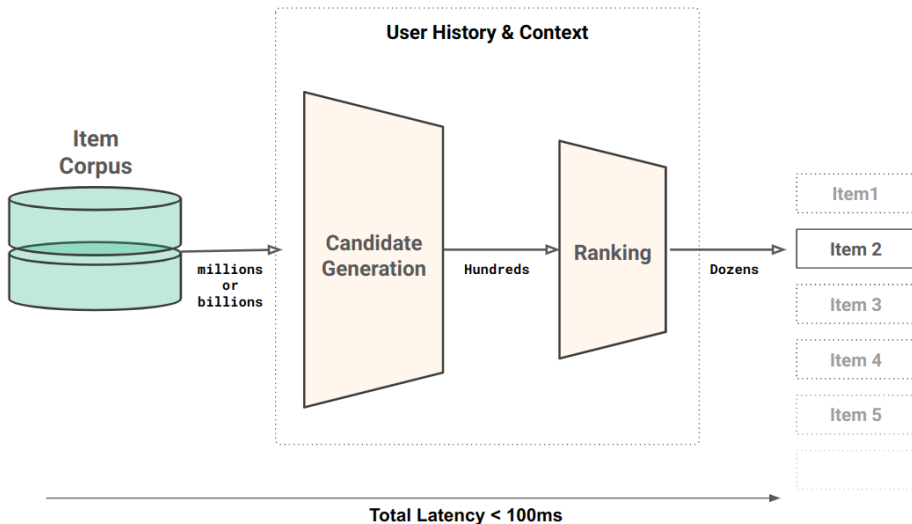 User History & Context
Item
Corpus
millions
or
billions
Candidate
Generation
Hundreds
Ranking
Dozens
Item1
Item 2
Item 3
Item 4
Item 5
Total Latency < 100ms